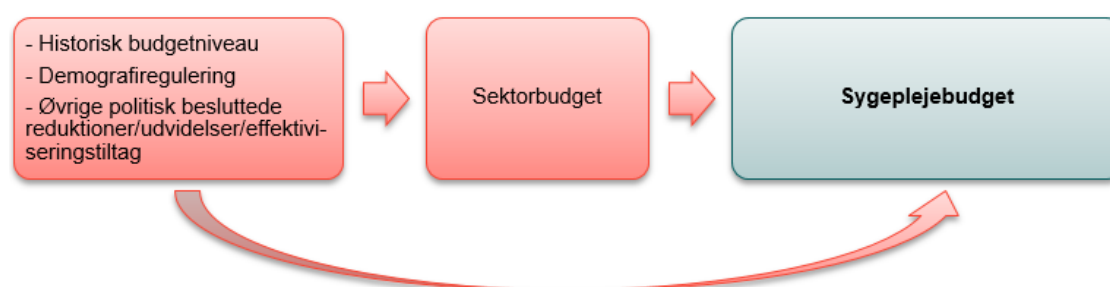 - Historisk budgetniveau
- Demografiregulering
- Øvrige politisk besluttede
reduktioner/udvidelser/effektivi-
seringstiltag
Sektorbudget
Sygeplejebudget